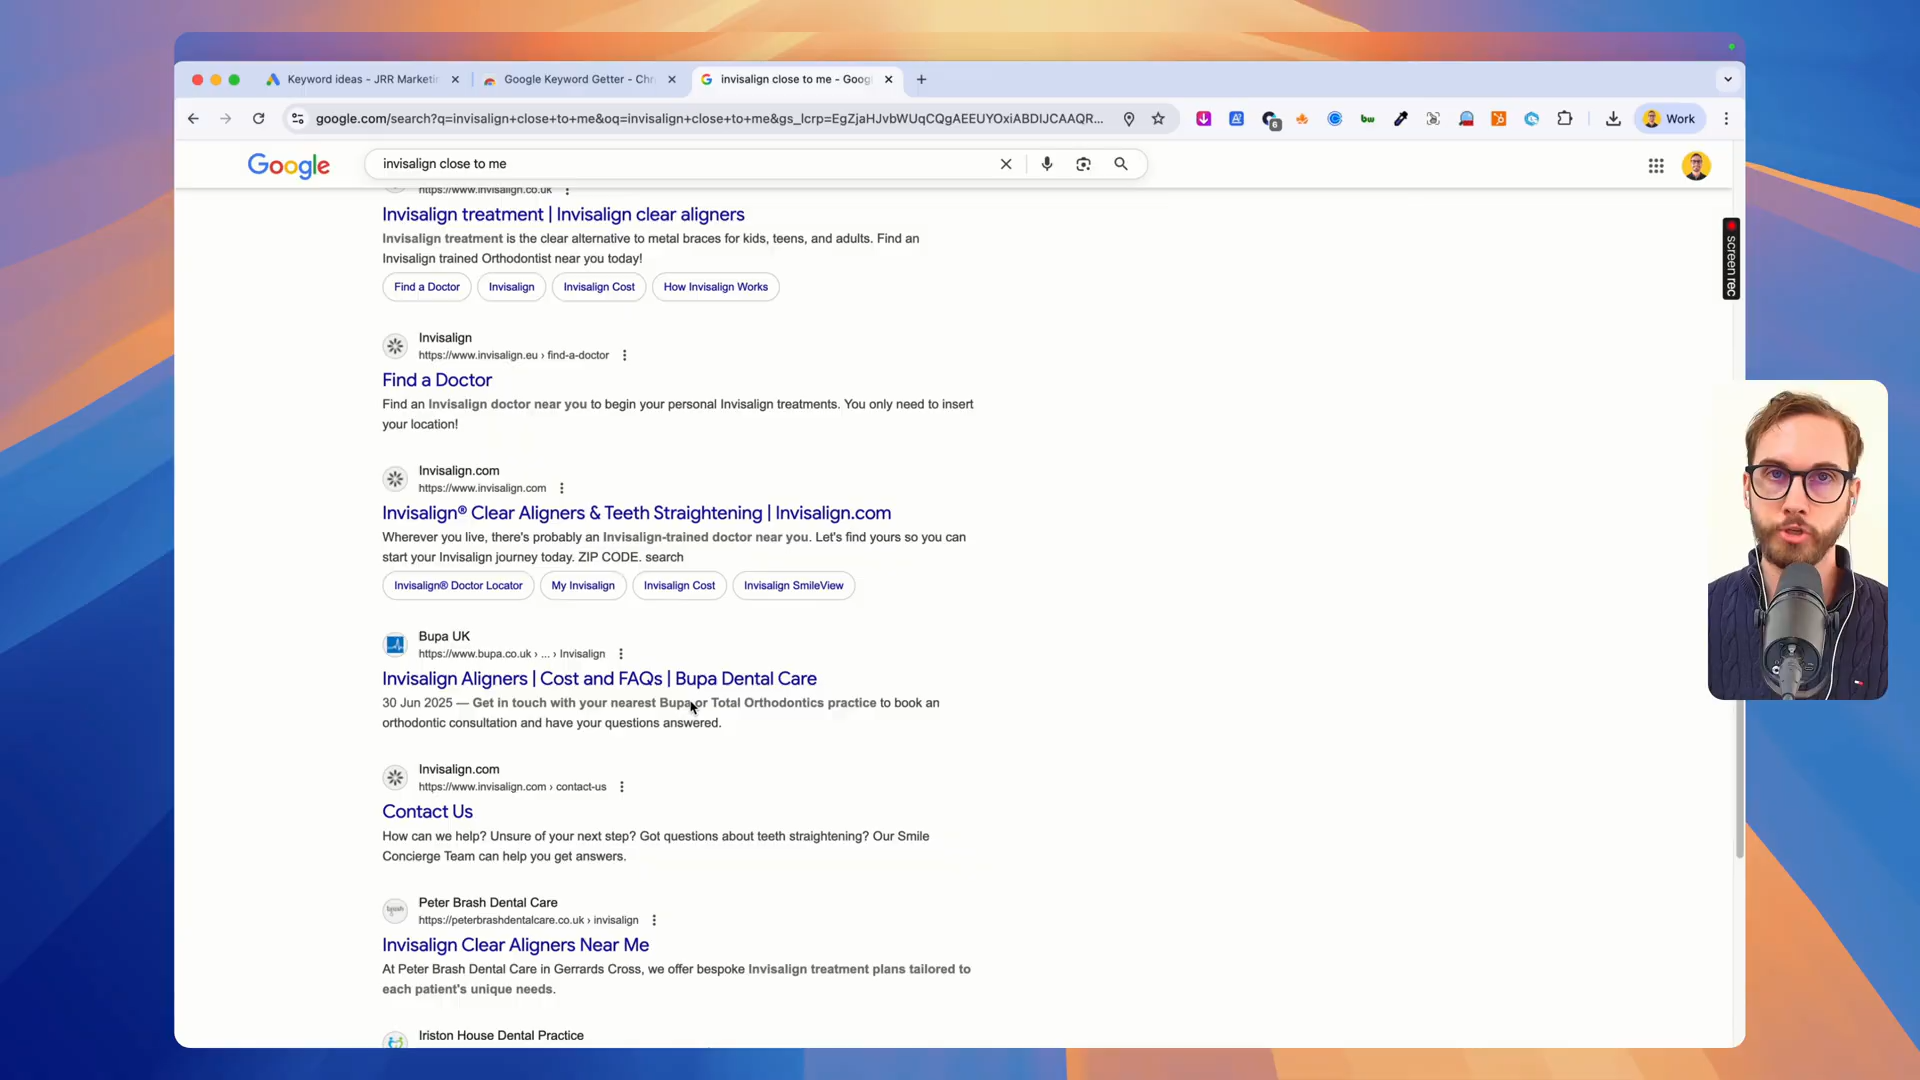 Keyword ideas - JRR Marketi
Google Keyword Getter - Chr
invisalign close to me - Goog
google.com/search?q=invisalign+close+to+me&oq=invisalign+close+to+me&gs_lcrp=EgZjaHJvbWUqCQgAEEUYOxiABDIJCAAQR...
bw
6
Work
Google
invisalign close to me
screen rec
https://www.invisalign.co.uk
Invisalign treatment | Invisalign clear aligners
Invisalign treatment is the clear alternative to metal braces for kids, teens, and adults. Find an
Invisalign trained Orthodontist near you today!
Find a Doctor
Invisalign
Invisalign Cost
How Invisalign Works
Invisalign
https://www.invisalign.eu › find-a-doctor
Find a Doctor
Find an Invisalign doctor near you to begin your personal Invisalign treatments. You only need to insert
your location!
Invisalign.com
https://www.invisalign.com
Invisalign® Clear Aligners & Teeth Straightening | Invisalign.com
Wherever you live, there's probably an Invisalign-trained doctor near you. Let's find yours so you can
start your Invisalign journey today. ZIP CODE. search
Invisalign® Doctor Locator
My Invisalign
Invisalign Cost
Invisalign SmileView
Bupa UK
https://www.bupa.co.uk › ... › Invisalign
Invisalign Aligners | Cost and FAQs | Bupa Dental Care
30 Jun 2025 — Get in touch with your nearest Bupa or Total Orthodontics practice to book an
orthodontic consultation and have your questions answered.
Invisalign.com
https://www.invisalign.com › contact-us
Contact Us
How can we help? Unsure of your next step? Got questions about teeth straightening? Our Smile
Concierge Team can help you get answers.
Peter Brash Dental Care
https://peterbrashdentalcare.co.uk › invisalign
Invisalign Clear Aligners Near Me
At Peter Brash Dental Care in Gerrards Cross, we offer bespoke Invisalign treatment plans tailored to
each patient's unique needs.
Iriston House Dental Practice